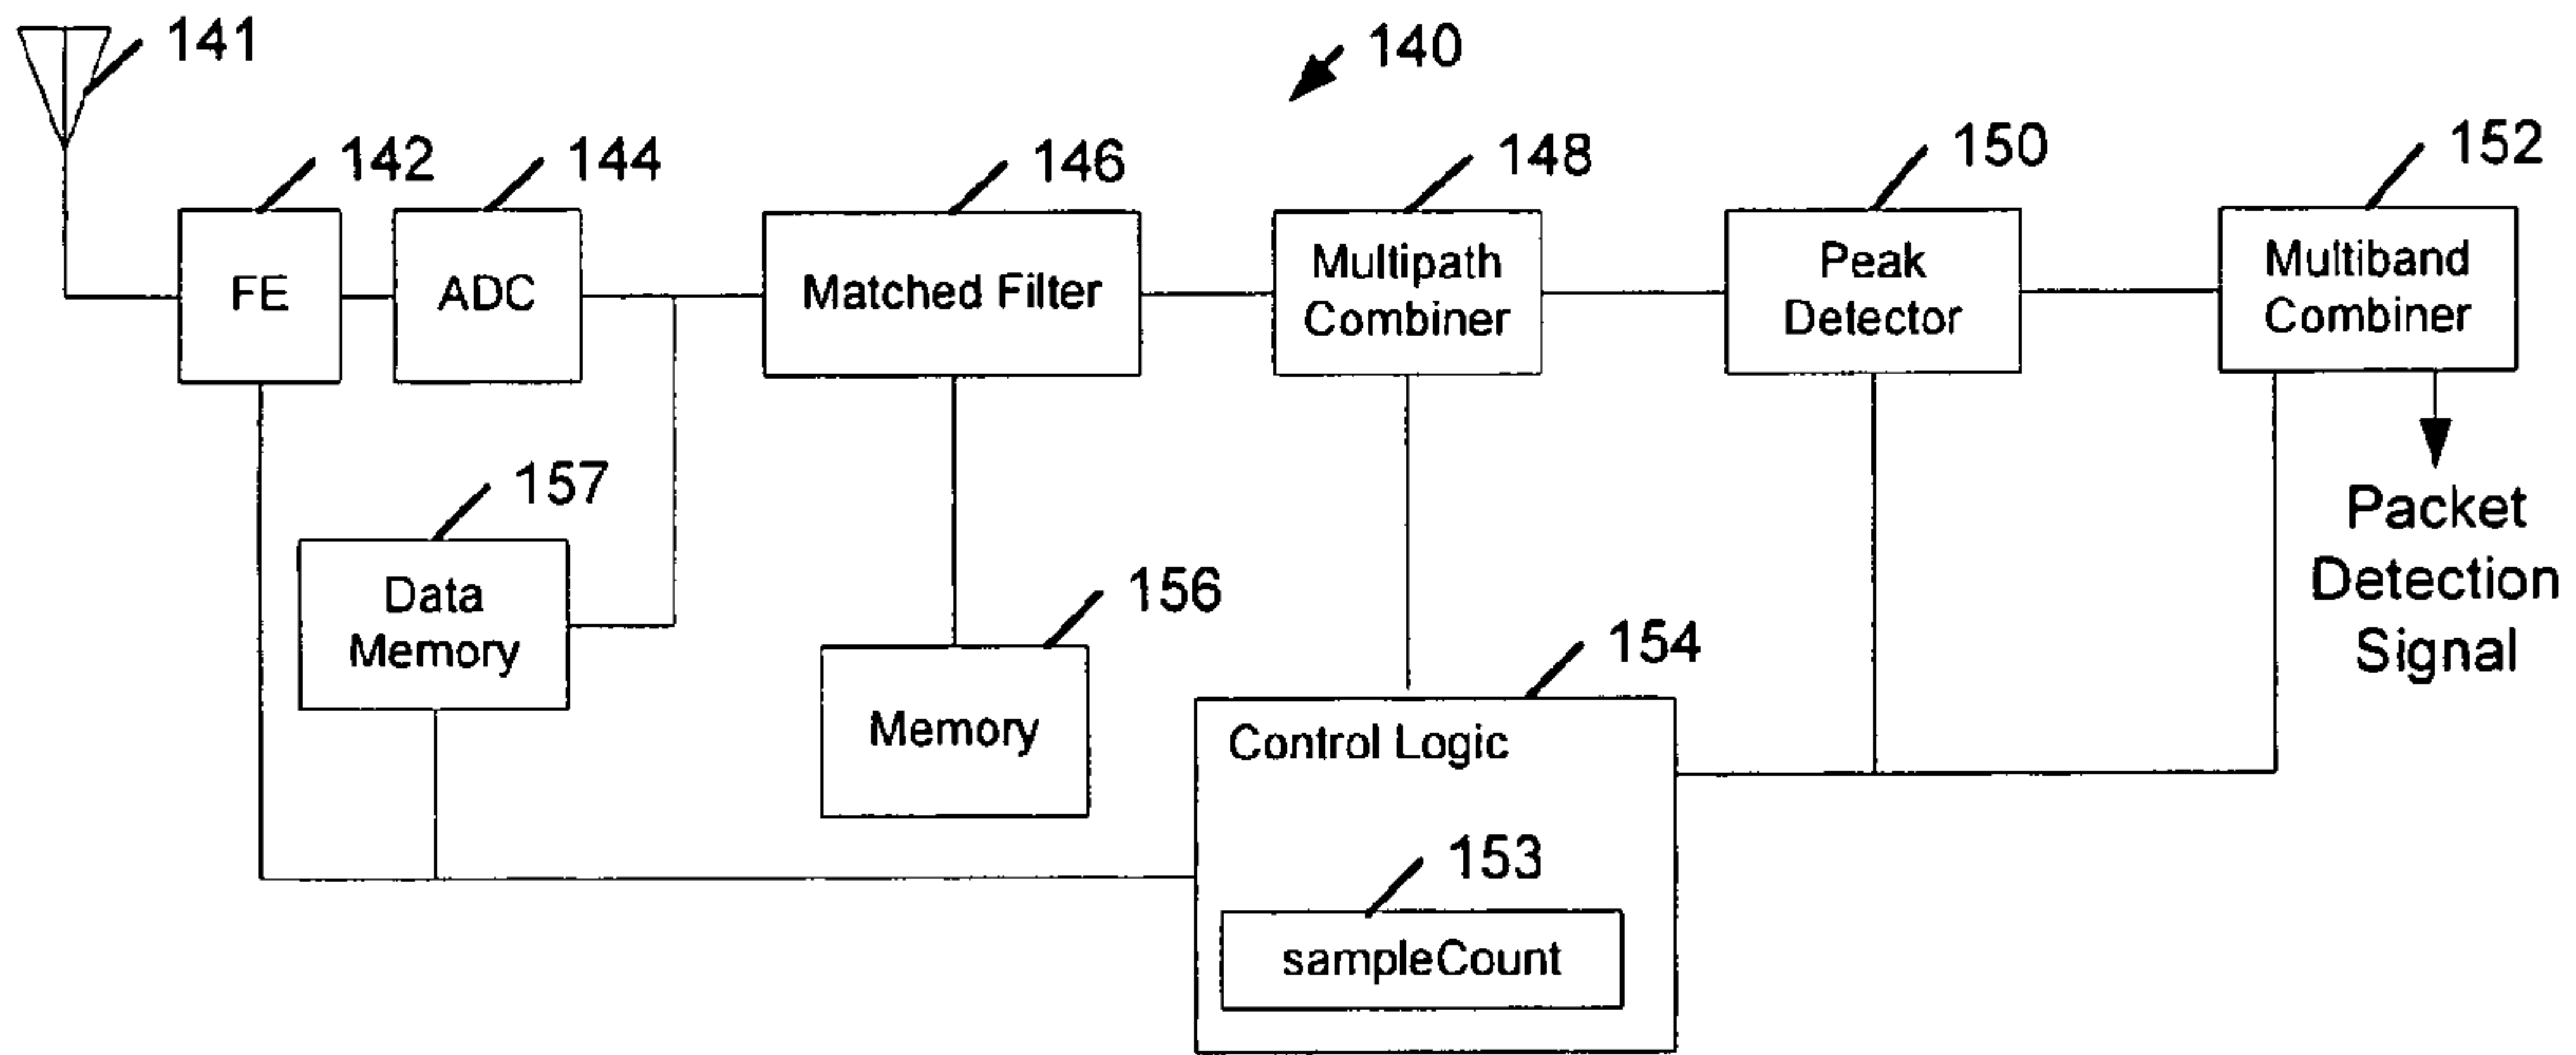 141
140
142
144
146
148
150
152
FE
ADC
Matched Filter
Multipath
Combiner
Peak
Detector
Multiband
Combiner
157
Data
Memory
156
Memory
154
Control Logic
153
sampleCount
Packet
Detection
Signal